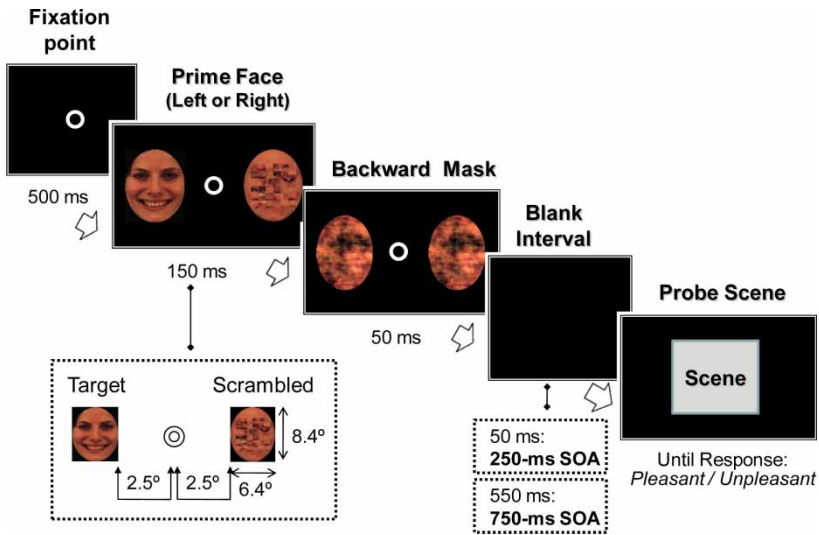 Fixation
point
500 ms
Prime Face
(Left or Right)
150 ms
Backward Mask
50 ms
Blank
Interval
Probe Scene
Scene
Until Response:
Pleasant / Unpleasant
Target
Scrambled
8.4º
2.5º
2.5º
6.4º
50 ms:
250-ms SOA
550 ms:
750-ms SOA